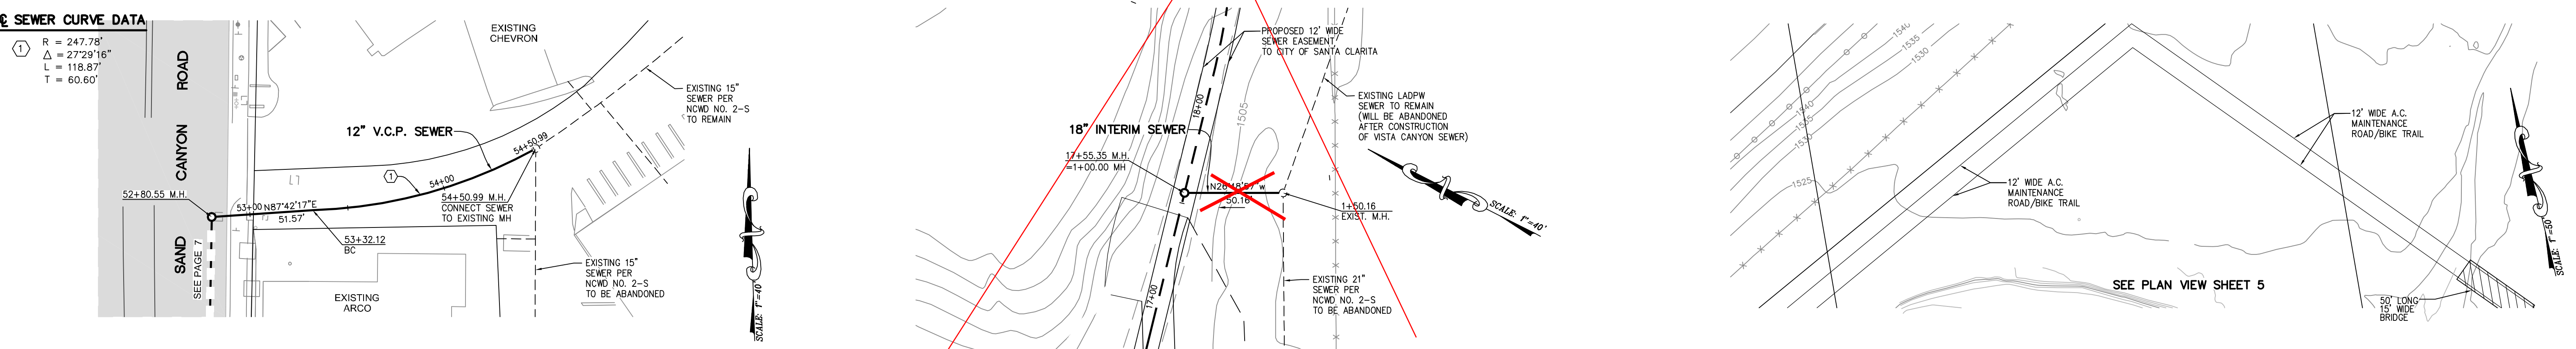 ℄ SEWER CURVE DATA
1
R = 247.78'
Δ = 27°29'16"
L = 118.87'
T = 60.60'
SAND CANYON ROAD
52+80.55 M.H.
SEE PAGE 7
53+00
N87°42'17"E
51.57'
53+32.12
BC
1
54+00
12" V.C.P. SEWER
54+50.99
54+50.99 M.H.
CONNECT SEWER
TO EXISTING MH
EXISTING
CHEVRON
EXISTING
ARCO
EXISTING 15"
SEWER PER
NCWD NO. 2-S
TO REMAIN
EXISTING 15"
SEWER PER
NCWD NO. 2-S
TO BE ABANDONED
SCALE: 1"=40'
PROPOSED 12' WIDE
SEWER EASEMENT
TO CITY OF SANTA CLARITA
18+00
1505
EXISTING LADPW
SEWER TO REMAIN
(WILL BE ABANDONED
AFTER CONSTRUCTION
OF VISTA CANYON SEWER)
18" INTERIM SEWER
17+55.35 M.H.
=1+00.00 MH
50.16'
1+50.16
EXIST. M.H.
17+00
EXISTING 21"
SEWER PER
NCWD NO. 2-S
TO BE ABANDONED
SCALE: 1"=40'
1540
1535
1530
1540
1535
1525
12' WIDE A.C.
MAINTENANCE
ROAD/BIKE TRAIL
12' WIDE A.C.
MAINTENANCE
ROAD/BIKE TRAIL
SEE PLAN VIEW SHEET 5
50' LONG
15' WIDE
BRIDGE
SCALE: 1"=50'